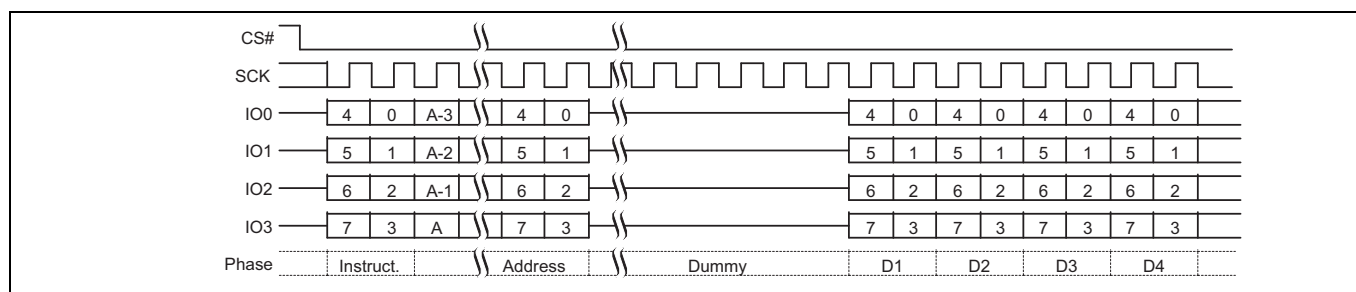 CS#
SCK
IO0 4 0 A-3 4 0 4 0 4 0 4 0 4 0
IO1 5 1 A-2 5 1 5 1 5 1 5 1 5 1
IO2 6 2 A-1 6 2 6 2 6 2 6 2 6 2
IO3 7 3 A 7 3 7 3 7 3 7 3 7 3
Phase Instruct. Address Dummy D1 D2 D3 D4